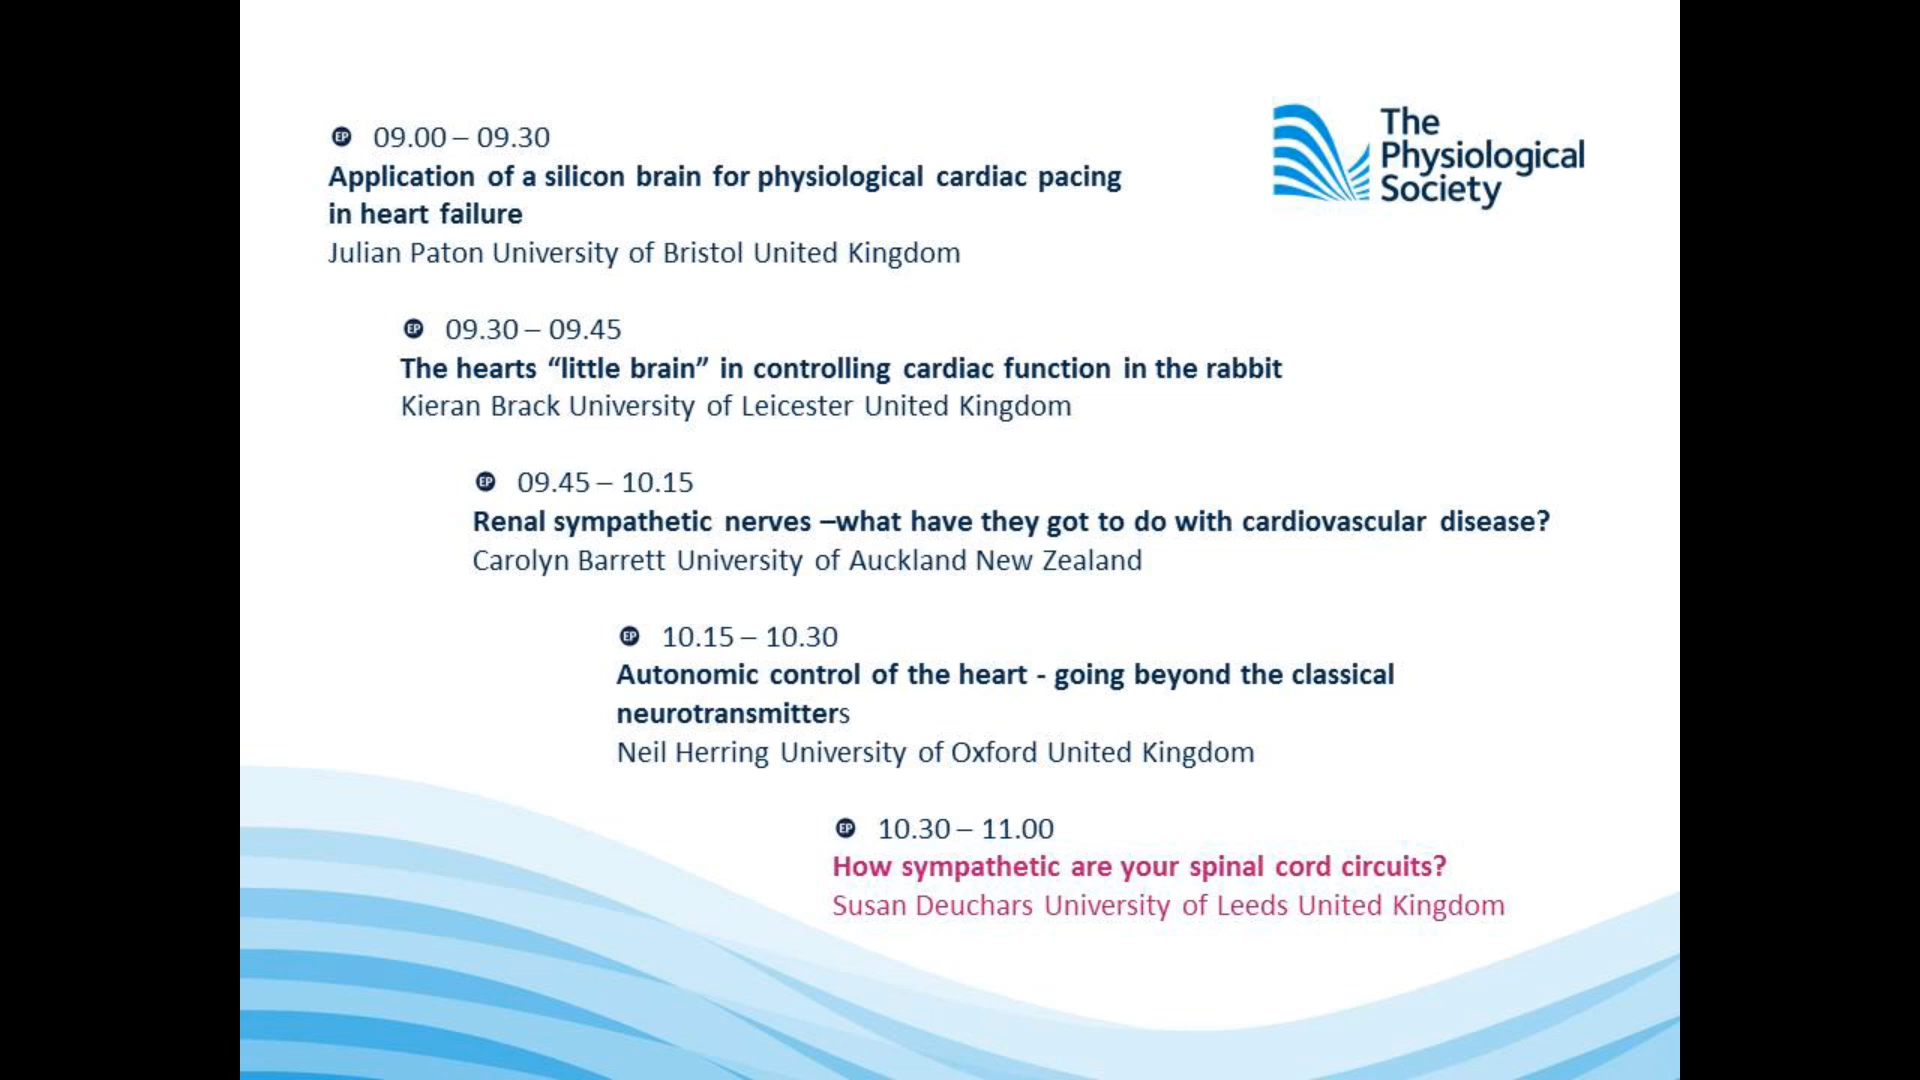 The
Physiological
Society
EP 09.00 – 09.30
Application of a silicon brain for physiological cardiac pacing
in heart failure
Julian Paton University of Bristol United Kingdom
EP 09.30 – 09.45
The hearts “little brain” in controlling cardiac function in the rabbit
Kieran Brack University of Leicester United Kingdom
EP 09.45 – 10.15
Renal sympathetic nerves –what have they got to do with cardiovascular disease?
Carolyn Barrett University of Auckland New Zealand
EP 10.15 – 10.30
Autonomic control of the heart - going beyond the classical
neurotransmitters
Neil Herring University of Oxford United Kingdom
EP 10.30 – 11.00
How sympathetic are your spinal cord circuits?
Susan Deuchars University of Leeds United Kingdom